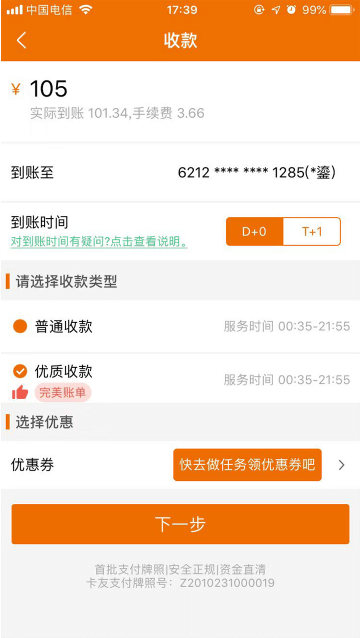 中国电信 17:39 99%
收款
¥ 105
实际到账 101.34,手续费 3.66
到账至 6212 **** **** 1285(*鎏)
到账时间 D+0 T+1
对到账时间有疑问?点击查看说明。
请选择收款类型
普通收款 服务时间 00:35-21:55
优质收款 服务时间 00:35-21:55
完美账单
选择优惠
优惠券 快去做任务领优惠券吧
下一步
首批支付牌照|安全正规|资金直清
卡友支付牌照号：Z2010231000019